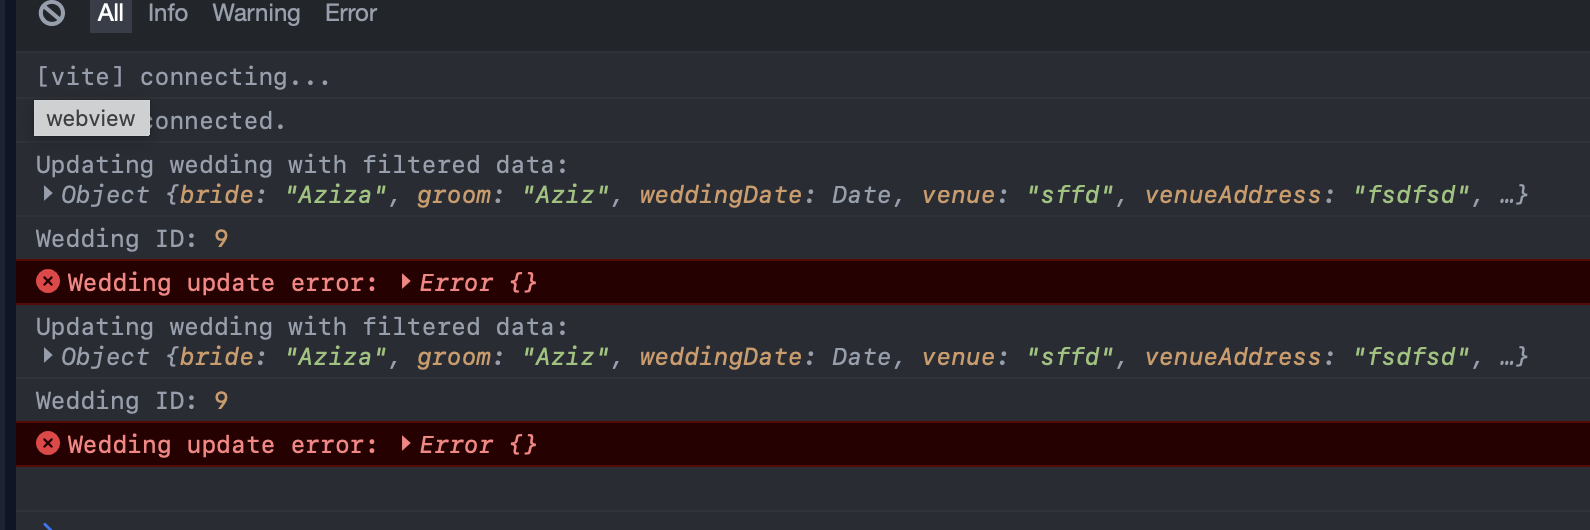 All Info Warning Error
[vite] connecting...
webview connected.
Updating wedding with filtered data:
Object {bride: "Aziza", groom: "Aziz", weddingDate: Date, venue: "sffd", venueAddress: "fsdfsd", …}
Wedding ID: 9
Wedding update error: Error {}
Updating wedding with filtered data:
Object {bride: "Aziza", groom: "Aziz", weddingDate: Date, venue: "sffd", venueAddress: "fsdfsd", …}
Wedding ID: 9
Wedding update error: Error {}